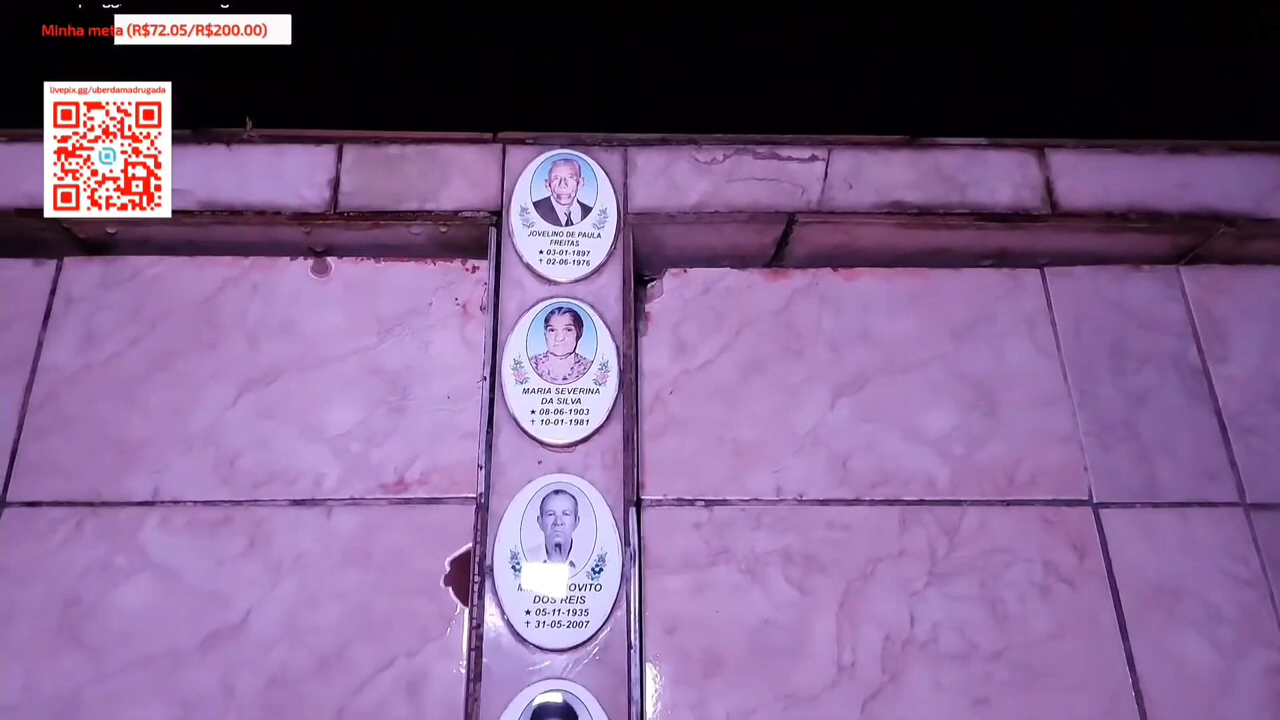 Minha meta (R$72.05/R$200.00)
livepix.gg/uberdamadrugada
JOVELINO DE PAULA
FREITAS
★ 03-01-1897
† 02-06-1976
MARIA SEVERINA
DA SILVA
★ 08-06-1903
† 10-01-1981
DOS REIS
★ 05-11-1935
† 31-05-2007